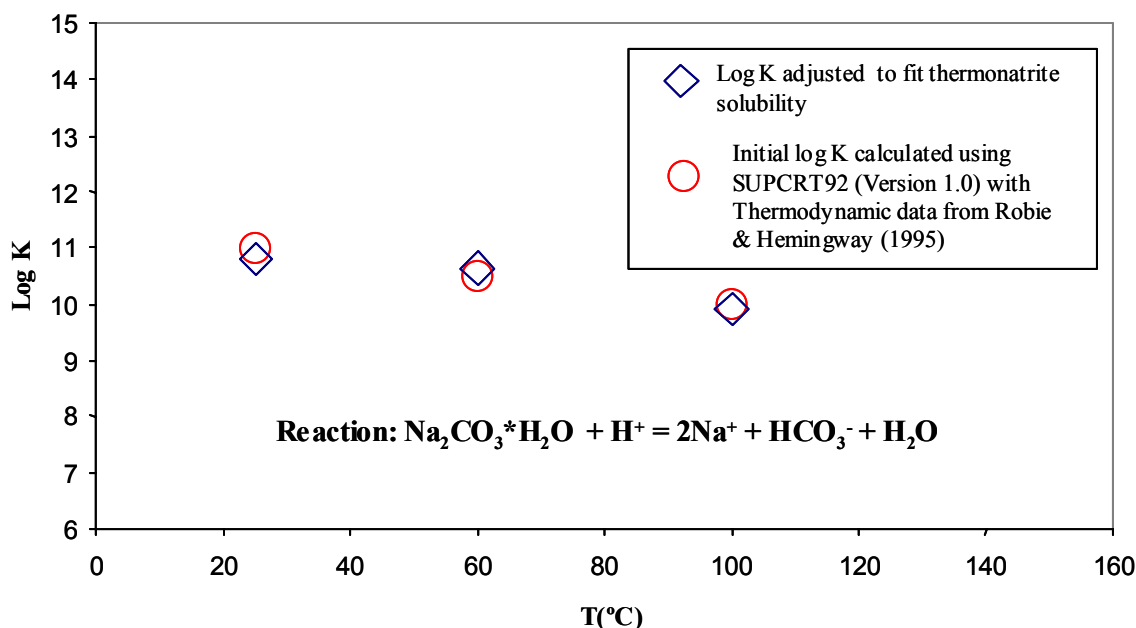 15
14
13
12
11
10
9
8
7
6
Log K
Log K adjusted to fit thermonatrite
solubility
Initial log K calculated using
SUPCRT92 (Version 1.0) with
Thermodynamic data from Robie
& Hemingway (1995)
Reaction: Na₂CO₃*H₂O + H⁺ = 2Na⁺ + HCO₃⁻ + H₂O
0 20 40 60 80 100 120 140 160
T(ºC)